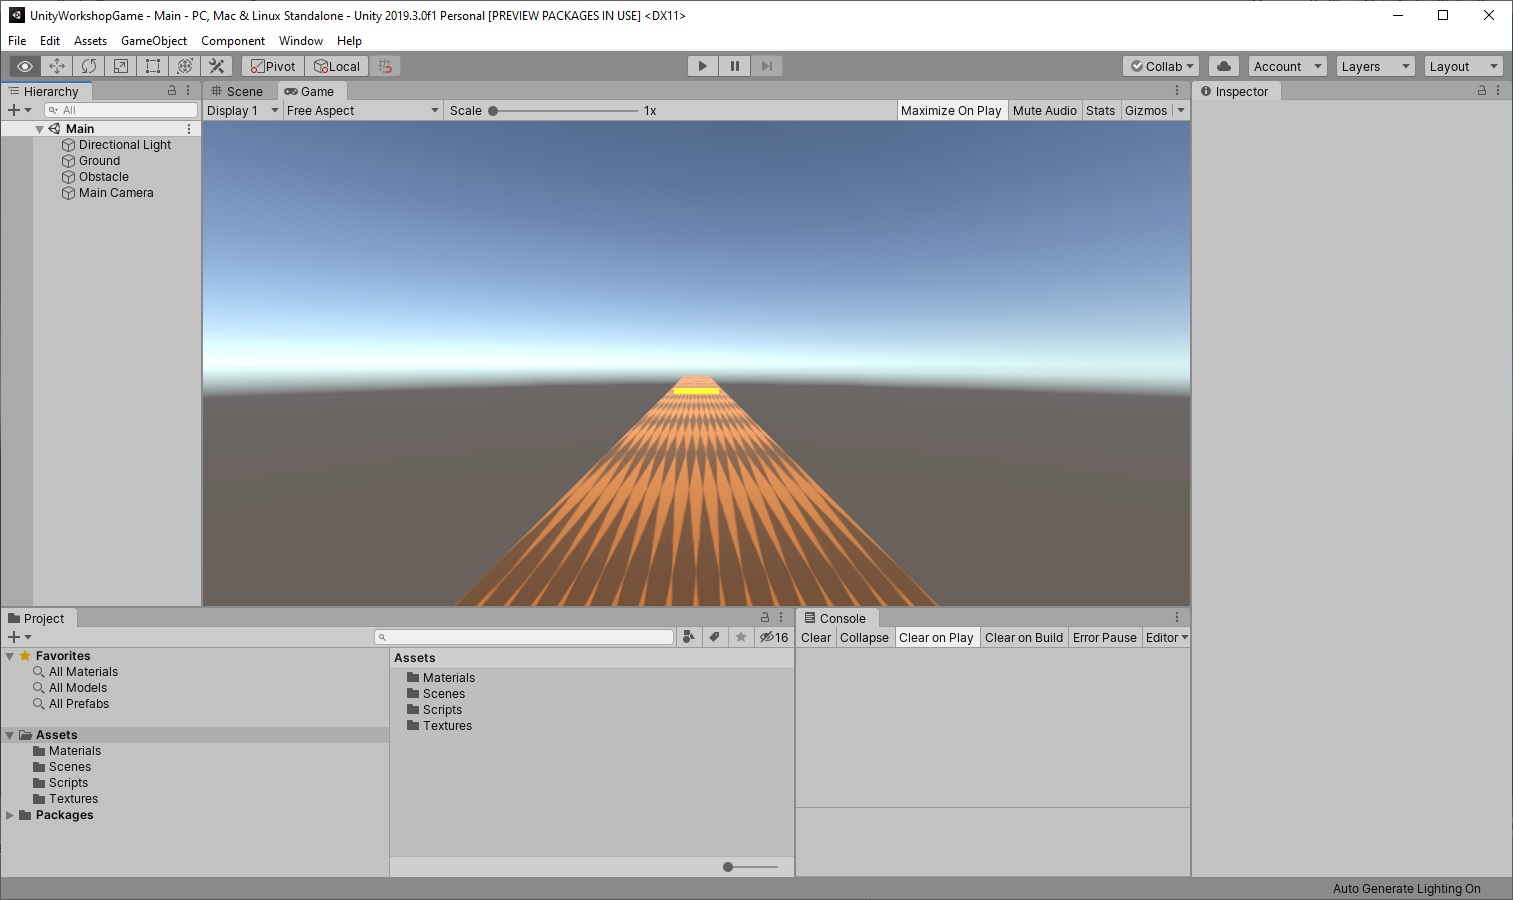 UnityWorkshopGame - Main - PC, Mac & Linux Standalone - Unity 2019.3.0f1 Personal [PREVIEW PACKAGES IN USE] <DX11>
File Edit Assets GameObject Component Window Help
Pivot Local Collab Account Layers Layout
Hierarchy
All
Main
Directional Light
Ground
Obstacle
Main Camera
Scene Game
Display 1 Free Aspect Scale 1x Maximize On Play Mute Audio Stats Gizmos
Inspector
Project
16
Favorites
All Materials
All Models
All Prefabs
Assets
Materials
Scenes
Scripts
Textures
Packages
Assets
Materials
Scenes
Scripts
Textures
Console
Clear Collapse Clear on Play Clear on Build Error Pause Editor
Auto Generate Lighting On